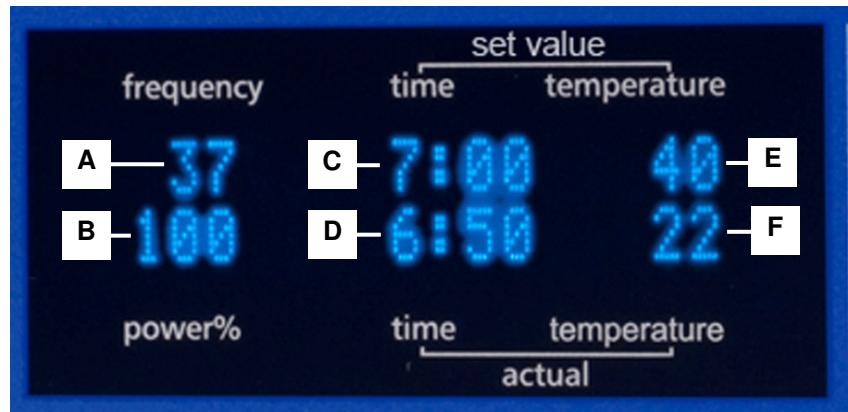 set value
frequency time temperature
A 37 C 7:00 40 E
B 100 D 6:50 22 F
power% time temperature
actual